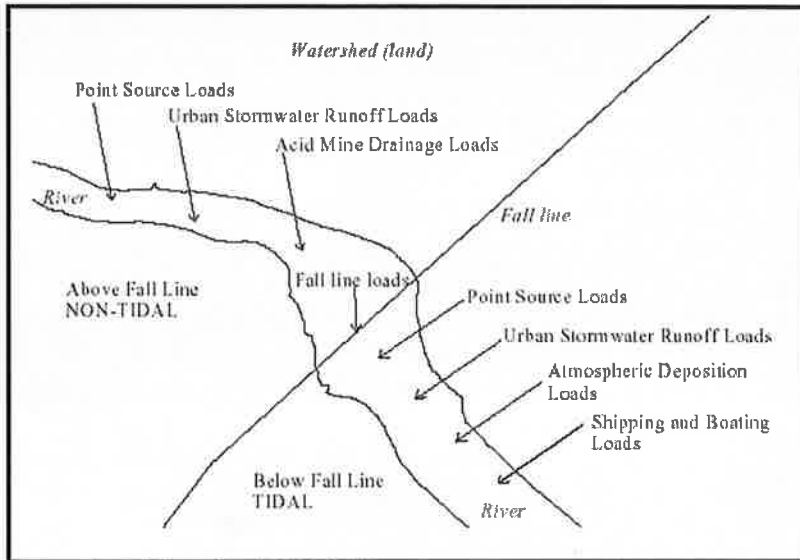 Watershed (land)
Point Source Loads
Urban Stormwater Runoff Loads
Acid Mine Drainage Loads
River
Fall line
Above Fall Line
NON-TIDAL
Fall line loads
Point Source Loads
Urban Stormwater Runoff Loads
Atmospheric Deposition
Loads
Shipping and Boating
Loads
Below Fall Line
TIDAL
River